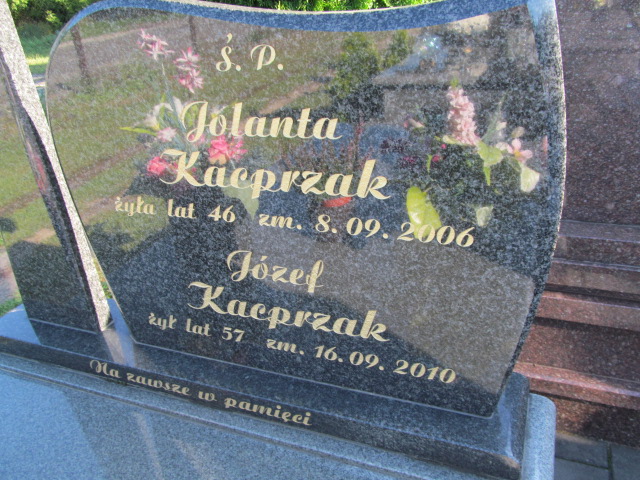 Ś. P.
Jolanta
Kacprzak
żyła lat 46 zm. 8.09.2006
Józef
Kacprzak
żył lat 57 zm. 16.09.2010
Na zawsze w pamięci